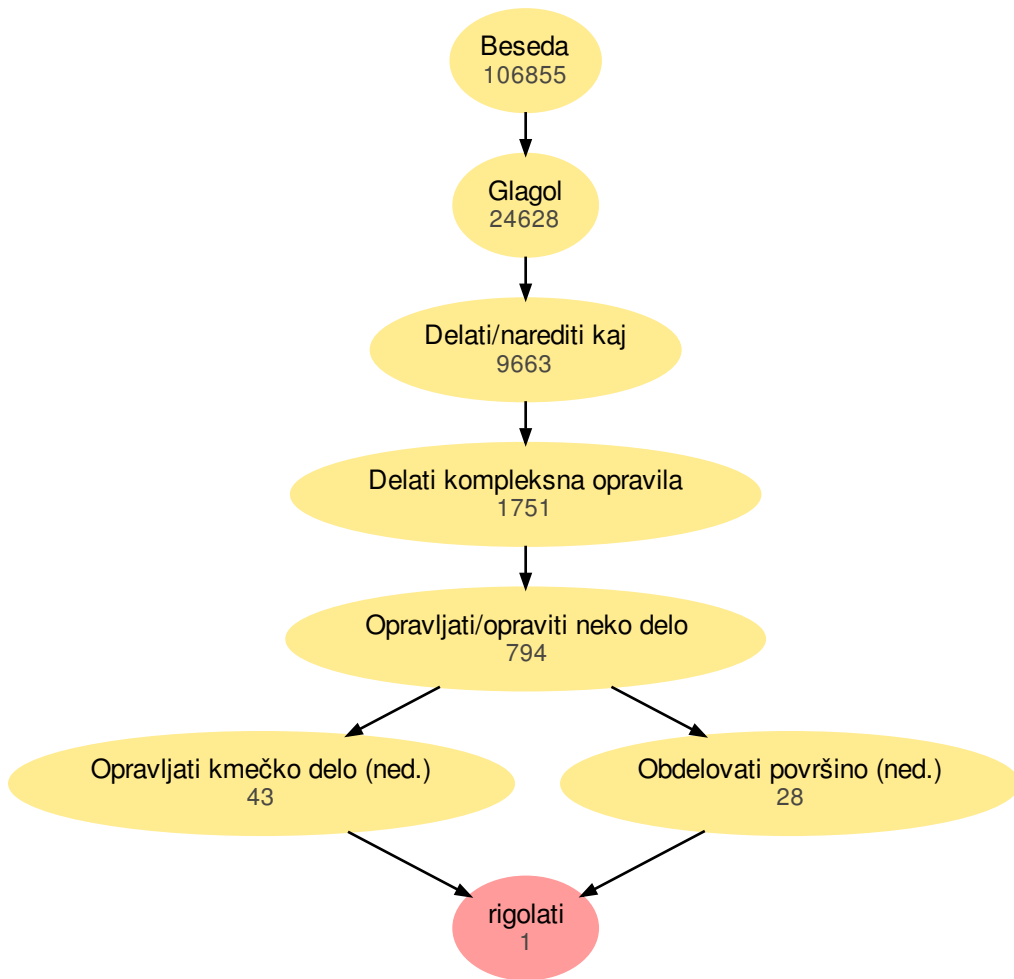 Beseda
106855
Glagol
24628
Delati/narediti kaj
9663
Delati kompleksna opravila
1751
Opravljati/opraviti neko delo
794
Opravljati kmečko delo (ned.)
43
Obdelovati površino (ned.)
28
rigolati
1